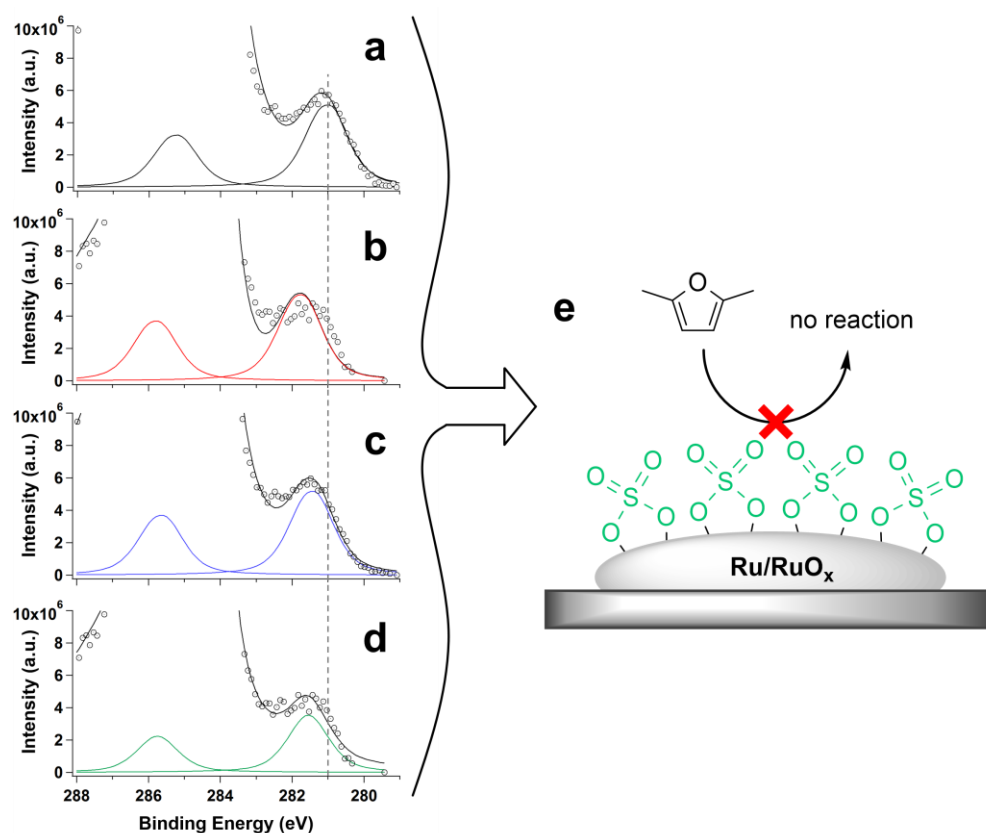 10x10⁶
8
6
4
2
0
Intensity (a.u.)
a
10x10⁶
8
6
4
2
0
Intensity (a.u.)
b
10x10⁶
8
6
4
2
0
Intensity (a.u.)
c
10x10⁶
8
6
4
2
0
Intensity (a.u.)
d
288 286 284 282 280
Binding Energy (eV)
e
O
no reaction
O O O O O O O O
S S S S
O O O O O O O O
Ru/RuOₓ